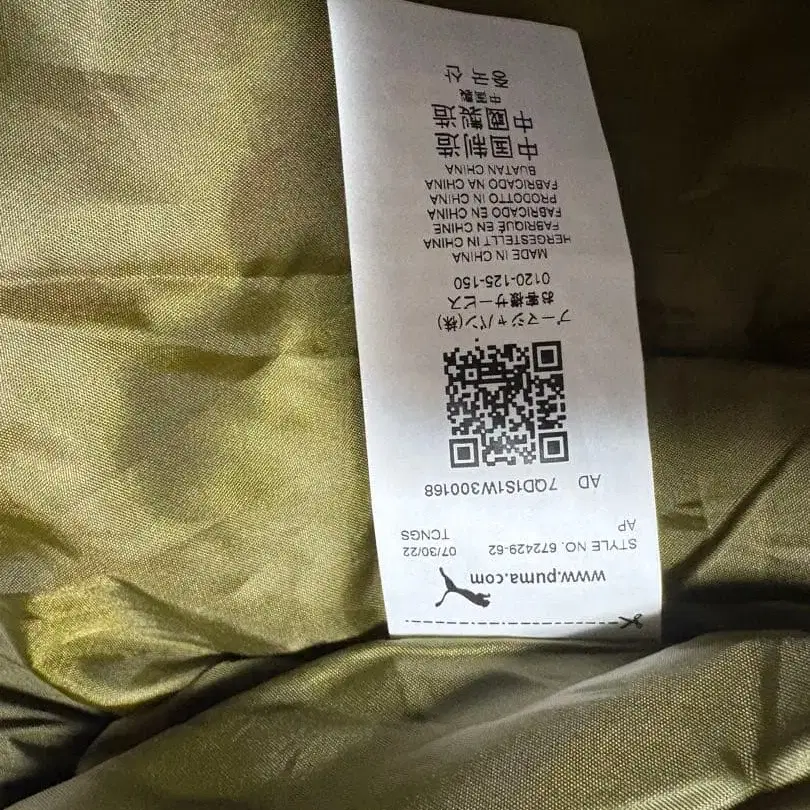 www.puma.com
STYLE NO. 672429-62 07/30/22
AP TCNGS
AD 7QD1S1W300168
プーマジャパン(株)
お客様サービス
0120-125-150
MADE IN CHINA
HERGESTELLT IN CHINA
FABRIQUÉ EN CHINE
FABRICADO EN CHINA
PRODOTTO IN CHINA
FABRICADO NA CHINA
BUATAN CHINA
中国制造
中國製造
中国製
중국산